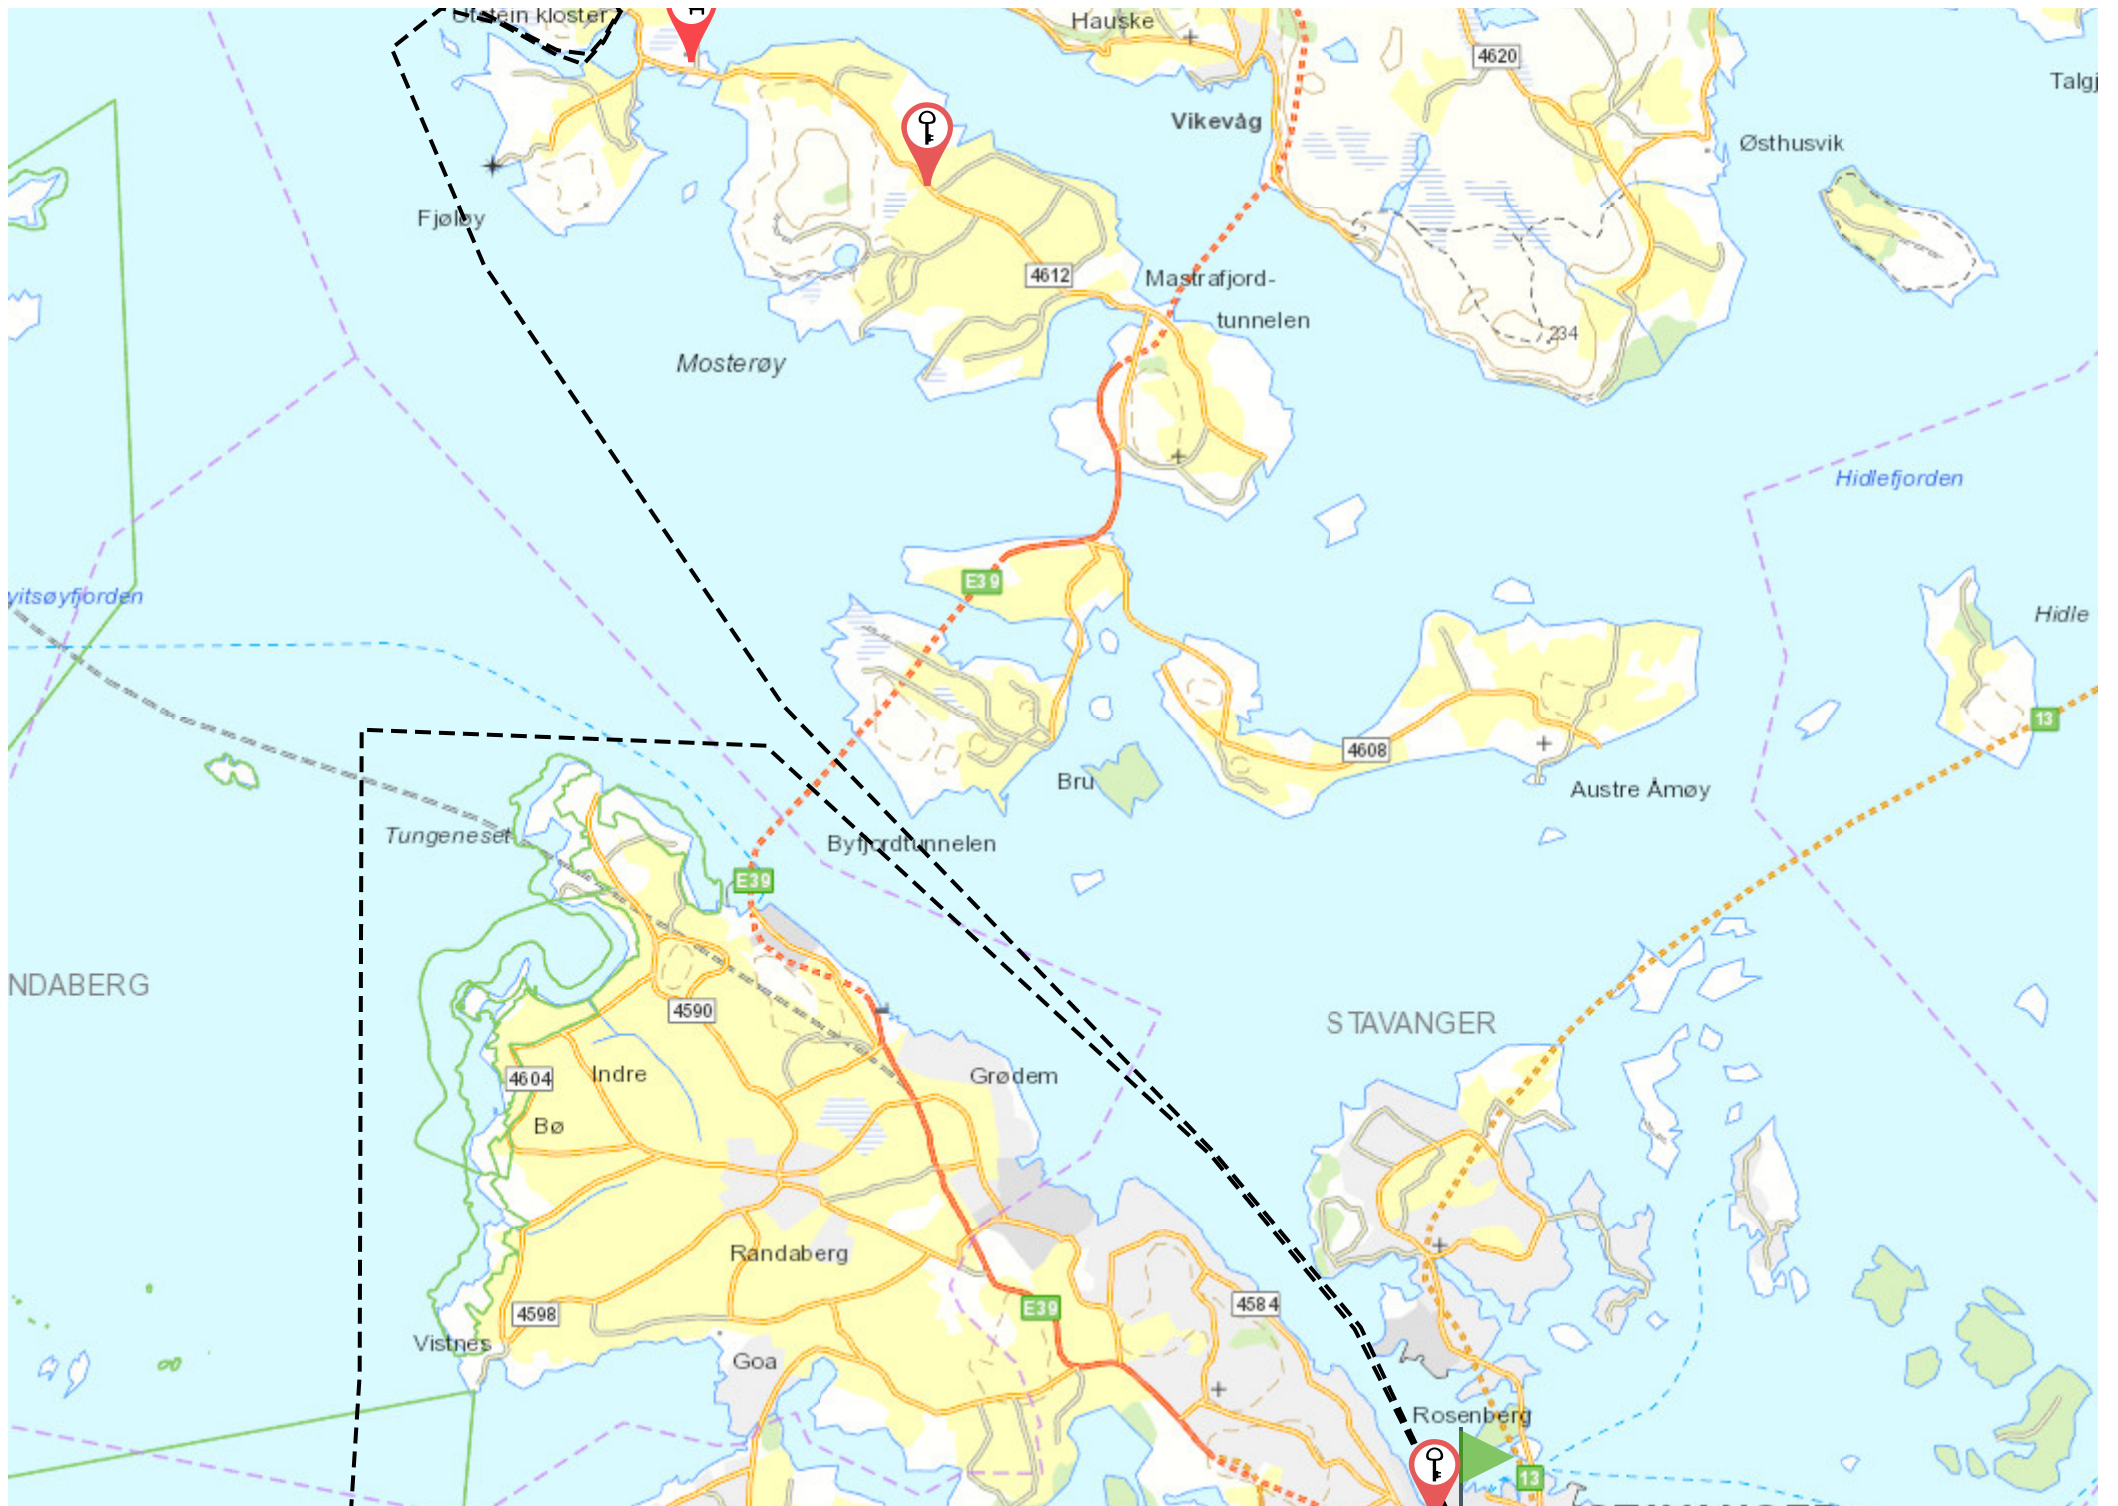 Utstein kloster
Hauske
4620
Talgj
Vikevåg
Østhusvik
Fjøløy
4612
Mastrafjord-
tunnelen
234
Mosterøy
Hidlefjorden
E39
vitsøyfjorden
Hidle
13
4608
Bru
Austre Åmøy
Tungeneset
Byfjordtunnelen
E39
NDABERG
4590
STAVANGER
Indre
4604
Grødem
Bø
Randaberg
4598
E39
4584
Vistnes
Goa
Rosenberg
13